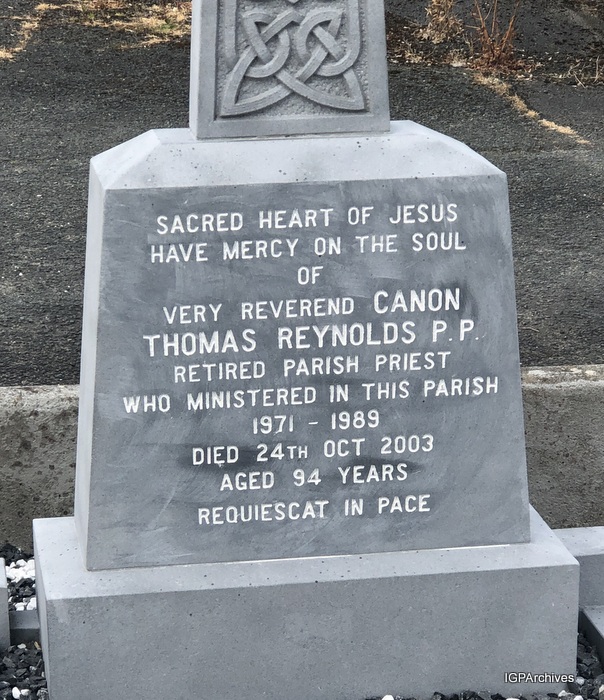 SACRED HEART OF JESUS
HAVE MERCY ON THE SOUL
OF
VERY REVEREND CANON
THOMAS REYNOLDS P.P.
RETIRED PARISH PRIEST
WHO MINISTERED IN THIS PARISH
1971 - 1989
DIED 24TH OCT 2003
AGED 94 YEARS
REQUIESCAT IN PACE
IGPArchives